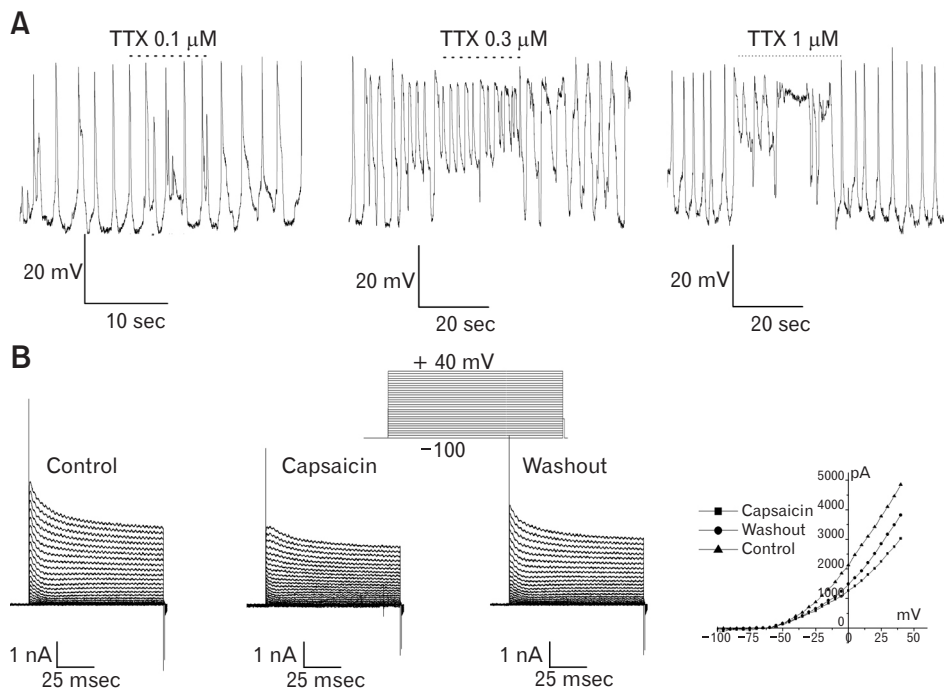 A
TTX 0.1 μM
TTX 0.3 μM
TTX 1 μM
20 mV
10 sec
20 mV
20 sec
20 mV
20 sec
B
+ 40 mV
−100
Control
Capsaicin
Washout
1 nA
25 msec
1 nA
25 msec
1 nA
25 msec
pA
5000
4000
3000
2000
1000
0
Capsaicin
Washout
Control
mV
−100 −75 −50 −25 0 25 50